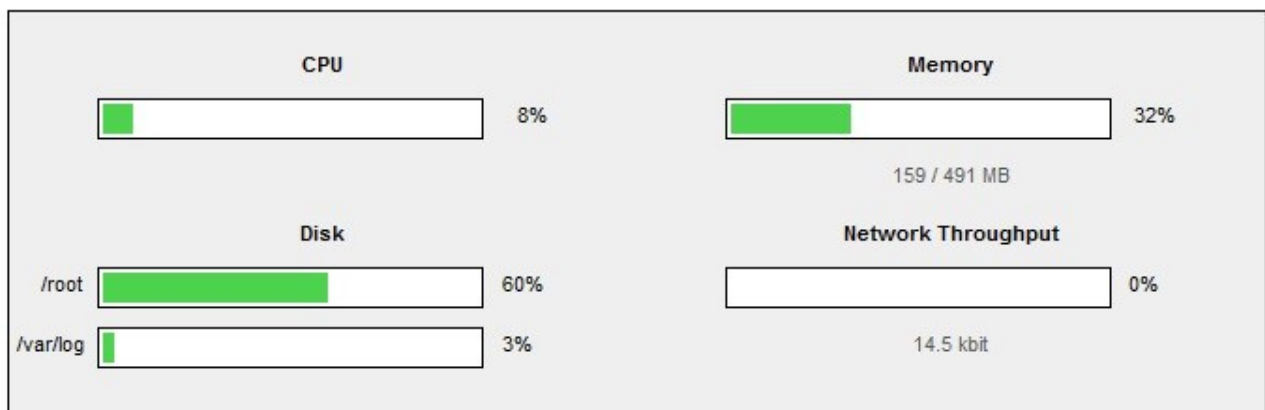 CPU
8%
Memory
32%
159 / 491 MB
Disk
/root
60%
/var/log
3%
Network Throughput
0%
14.5 kbit